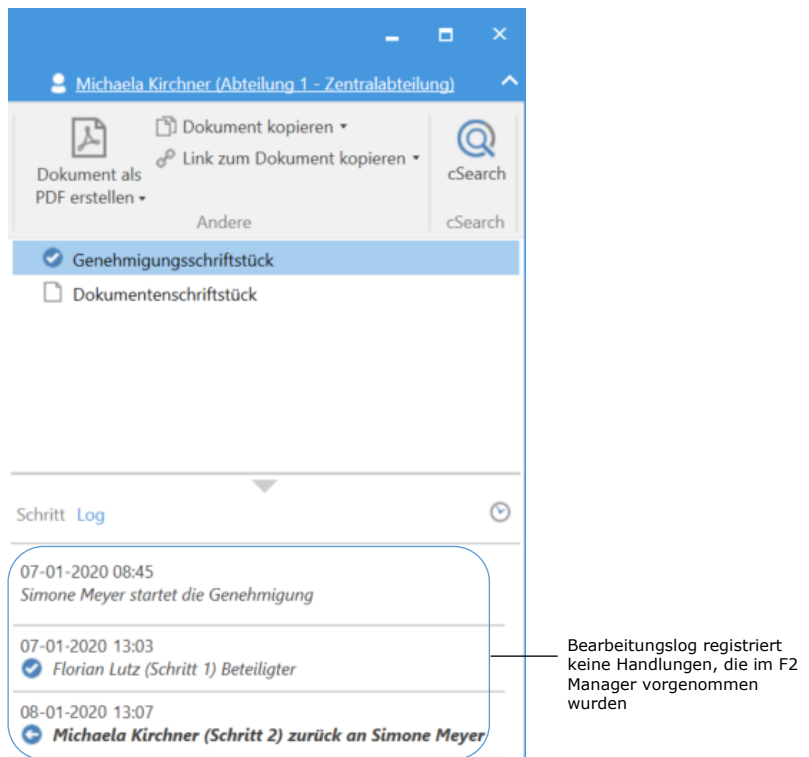 Michaela Kirchner (Abteilung 1 - Zentralabteilung)
Dokument als
PDF erstellen
Dokument kopieren
Link zum Dokument kopieren
Andere
cSearch
cSearch
Genehmigungsschriftstück
Dokumentenschriftstück
Schritt Log
07-01-2020 08:45
Simone Meyer startet die Genehmigung
07-01-2020 13:03
Florian Lutz (Schritt 1) Beteiligter
08-01-2020 13:07
Michaela Kirchner (Schritt 2) zurück an Simone Meyer
Bearbeitungslog registriert
keine Handlungen, die im F2
Manager vorgenommen
wurden